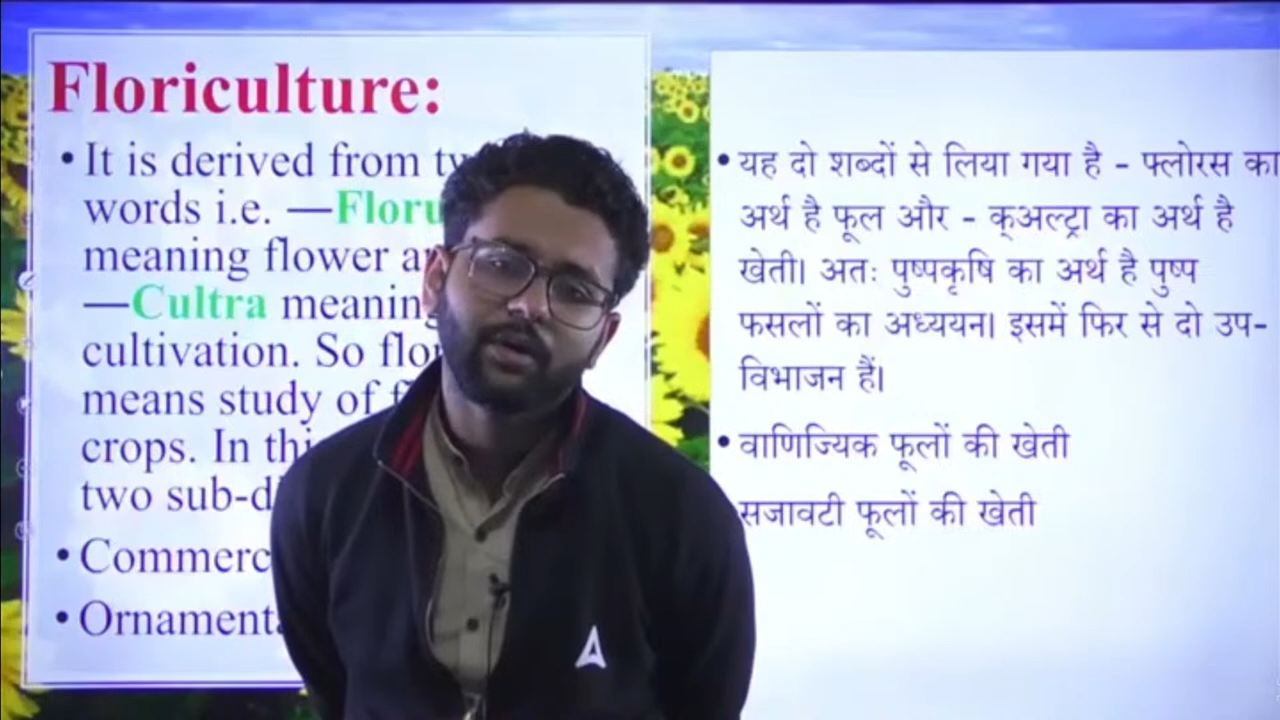 Floriculture:
• It is derived from
words i.e. —
meaning flower
—Cultra
cultivation. So
means study of
crops. In
two
•
•
• यह दो शब्दों से लिया गया है - फ्लोरस का
अर्थ है फूल और - क्अल्ट्रा का अर्थ है
खेती। अतः पुष्पकृषि का अर्थ है पुष्प
फसलों का अध्ययन। इसमें फिर से दो उप-
विभाजन हैं।
• वाणिज्यिक फूलों की खेती
सजावटी फूलों की खेती